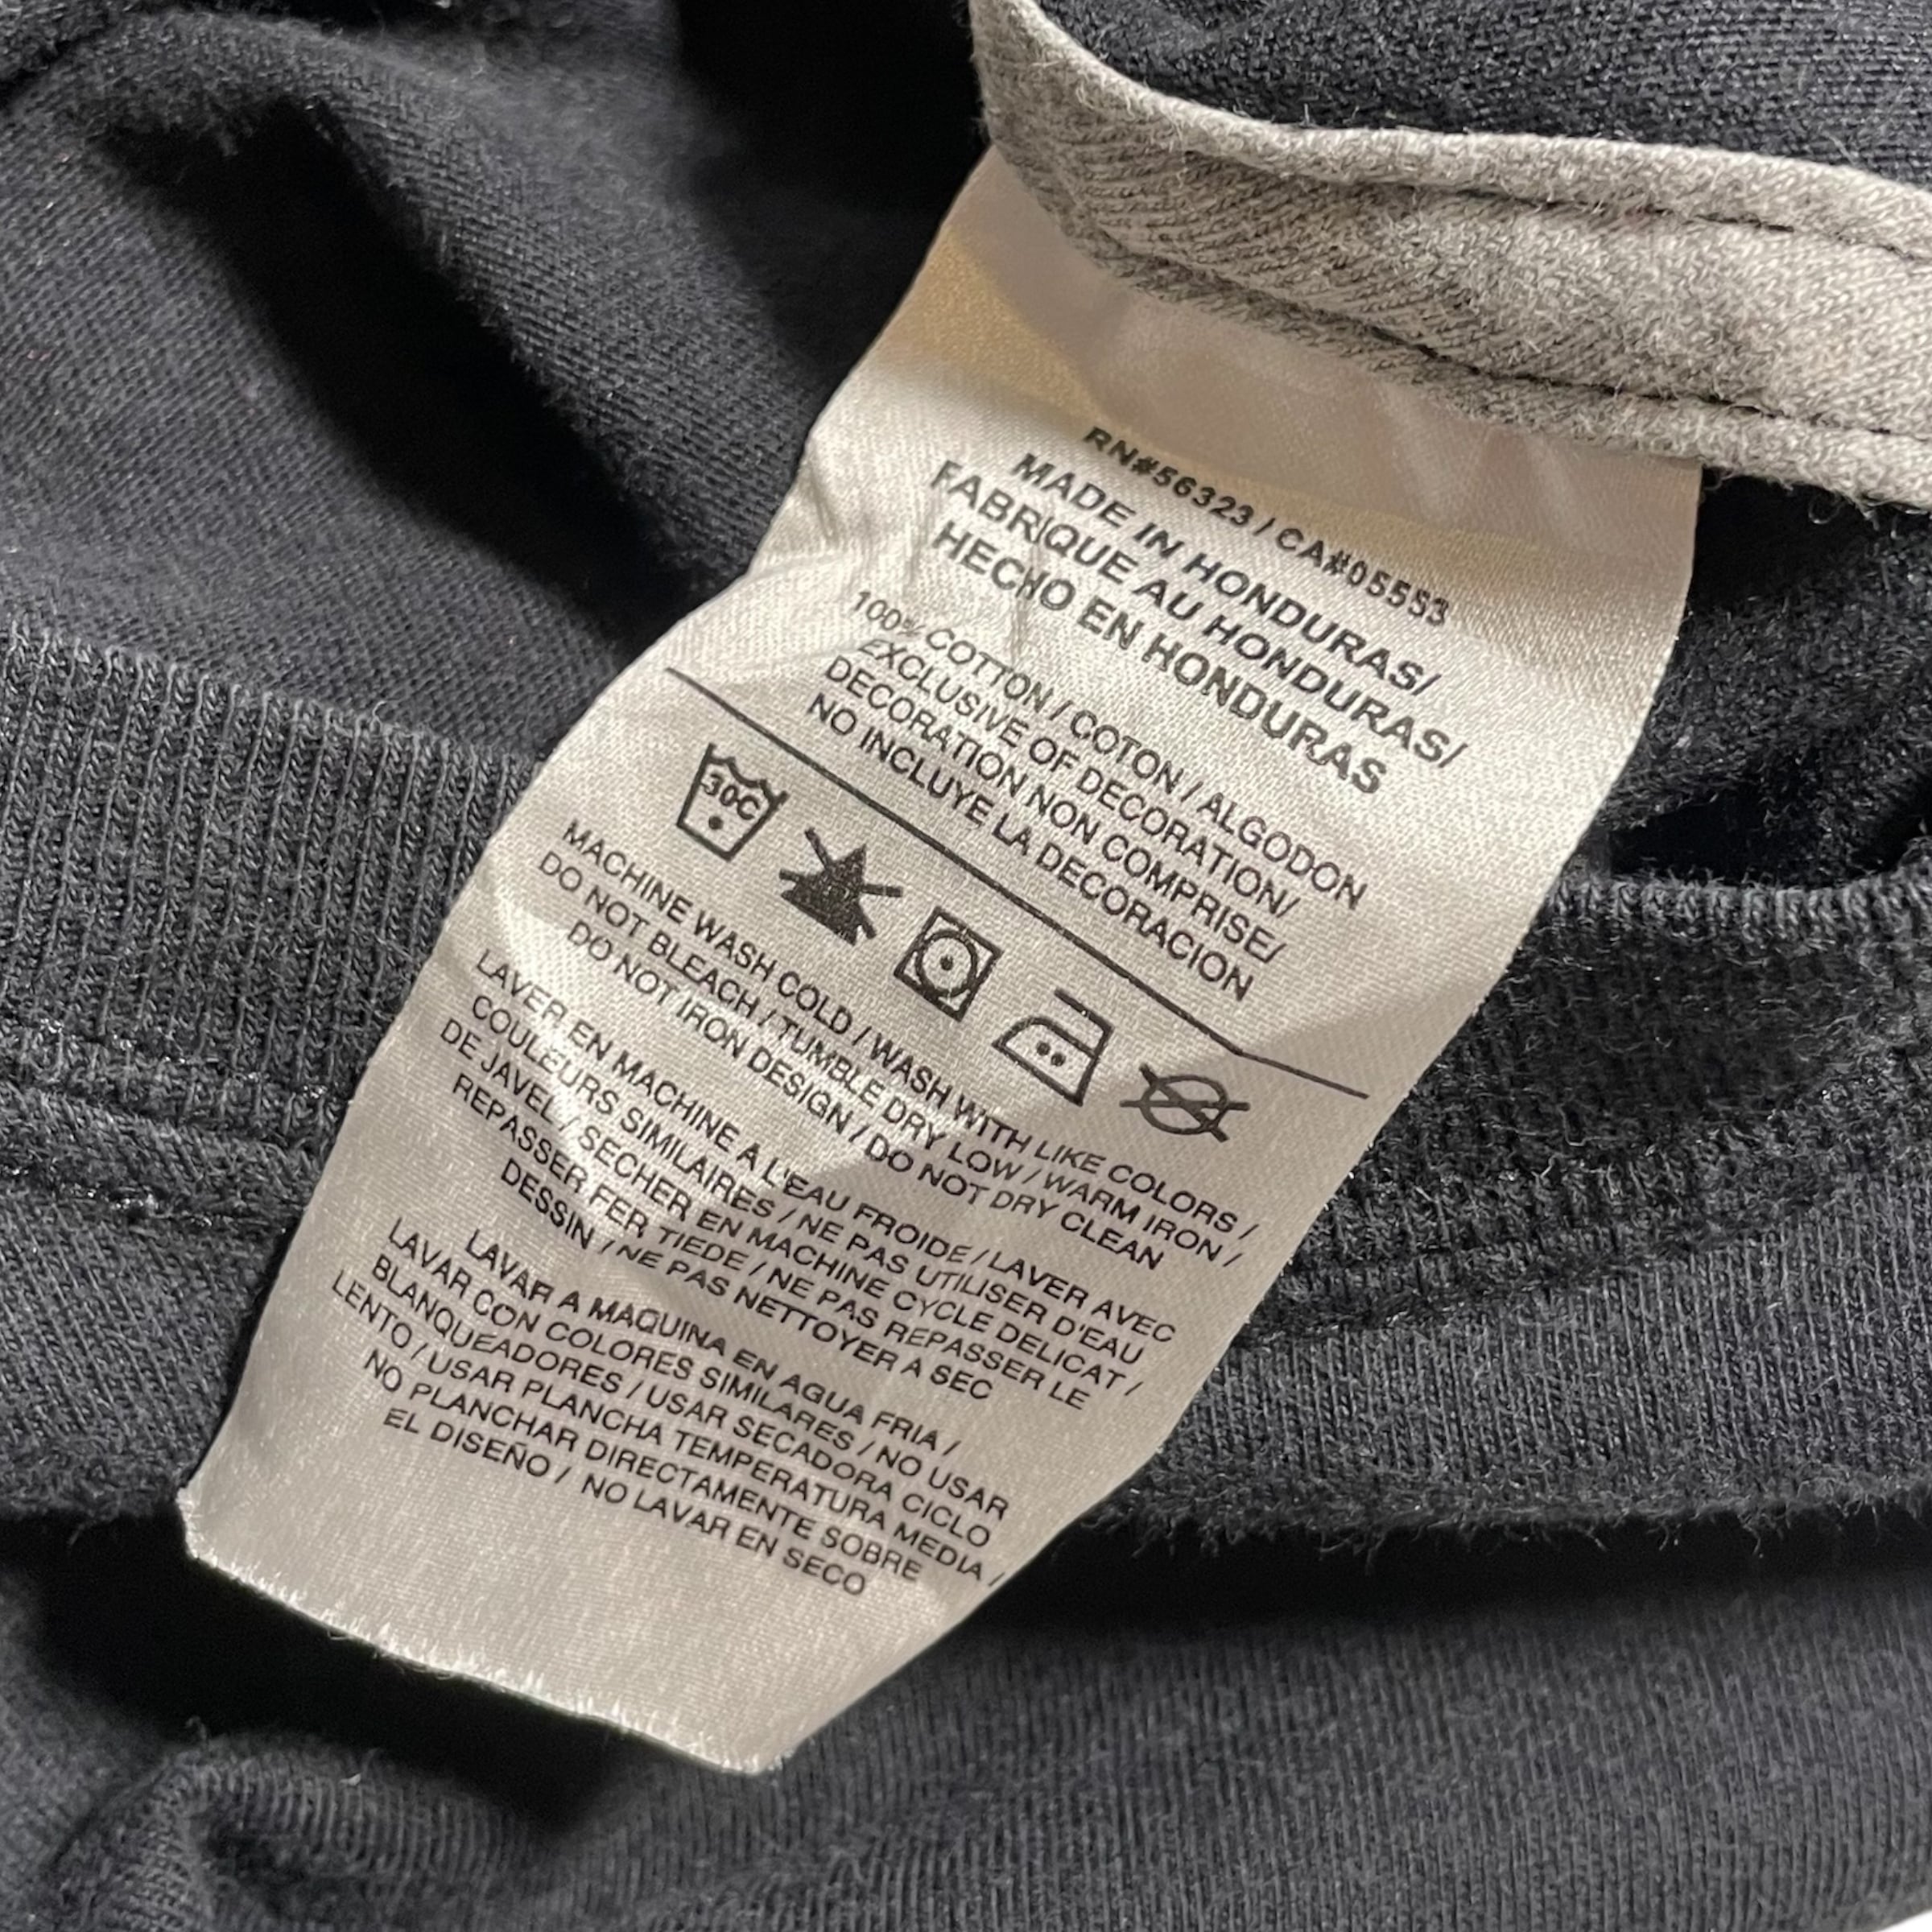 RN#56323 / CA#05553
MADE IN HONDURAS/
FABRIQUE AU HONDURAS/
HECHO EN HONDURAS
100% COTTON / COTON / ALGODON
EXCLUSIVE OF DECORATION/
DECORATION NON COMPRISE/
NO INCLUYE LA DECORACION
30C
MACHINE WASH COLD / WASH WITH LIKE COLORS /
DO NOT BLEACH / TUMBLE DRY LOW / WARM IRON /
DO NOT IRON DESIGN / DO NOT DRY CLEAN
LAVER EN MACHINE A L'EAU FROIDE / LAVER AVEC
COULEURS SIMILAIRES / NE PAS UTILISER D'EAU
DE JAVEL / SECHER EN MACHINE CYCLE DELICAT /
REPASSER FER TIEDE / NE PAS REPASSER LE
DESSIN / NE PAS NETTOYER A SEC
LAVAR A MAQUINA EN AGUA FRIA /
LAVAR CON COLORES SIMILARES / NO USAR
BLANQUEADORES / USAR SECADORA CICLO
LENTO / USAR PLANCHA TEMPERATURA MEDIA /
NO PLANCHAR DIRECTAMENTE SOBRE
EL DISEÑO / NO LAVAR EN SECO